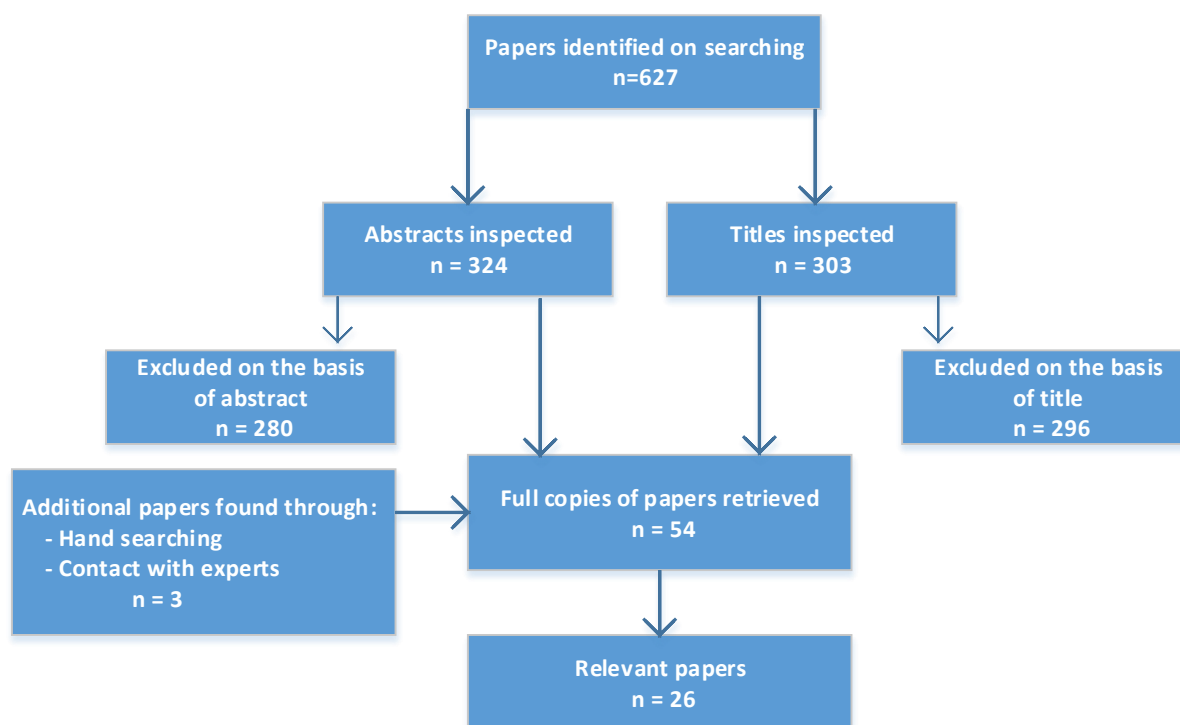 Papers identified on searching
n=627
Abstracts inspected
n = 324
Titles inspected
n = 303
Excluded on the basis
of abstract
n = 280
Excluded on the basis
of title
n = 296
Additional papers found through:
- Hand searching
- Contact with experts
n = 3
Full copies of papers retrieved
n = 54
Relevant papers
n = 26